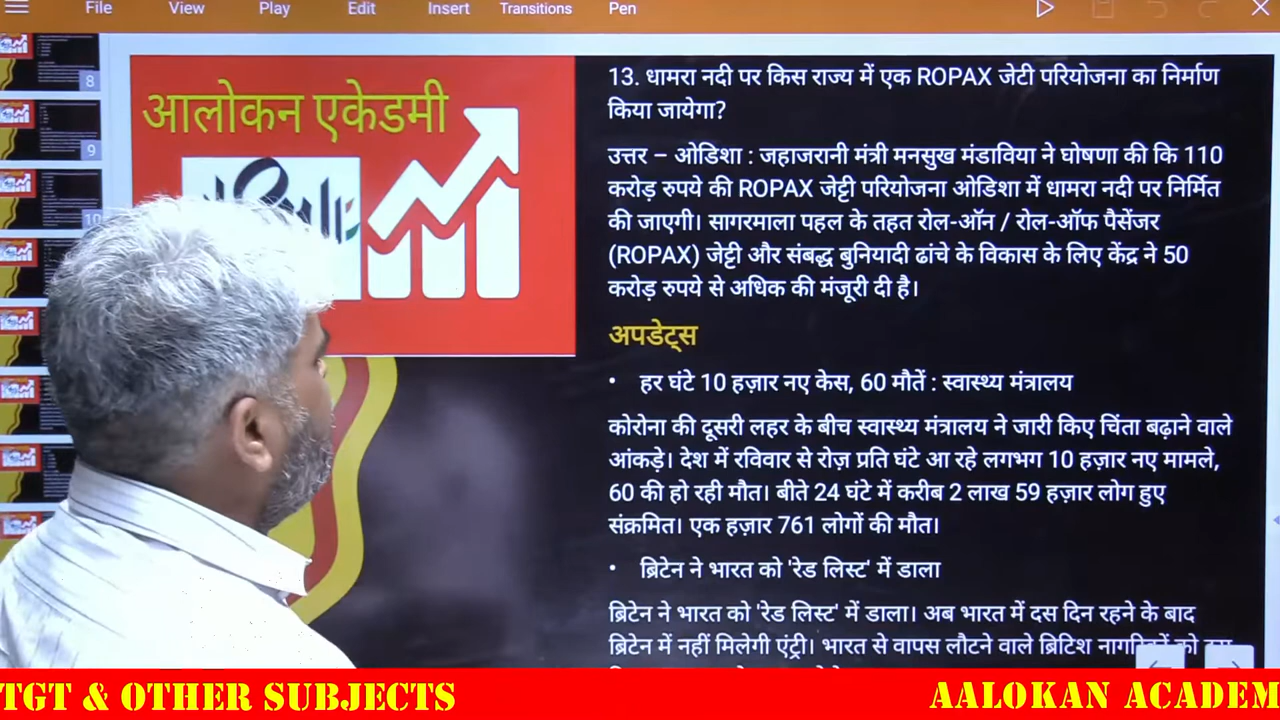 File View Play Edit Insert Transitions Pen
8
9
10
आलोकन एकेडमी
13. धामरा नदी पर किस राज्य में एक ROPAX जेटी परियोजना का निर्माण
किया जायेगा?
उत्तर – ओडिशा : जहाजरानी मंत्री मनसुख मंडाविया ने घोषणा की कि 110
करोड़ रुपये की ROPAX जेट्टी परियोजना ओडिशा में धामरा नदी पर निर्मित
की जाएगी। सागरमाला पहल के तहत रोल-ऑन / रोल-ऑफ पैसेंजर
(ROPAX) जेट्टी और संबद्ध बुनियादी ढांचे के विकास के लिए केंद्र ने 50
करोड़ रुपये से अधिक की मंजूरी दी है।
अपडेट्स
• हर घंटे 10 हज़ार नए केस, 60 मौतें : स्वास्थ्य मंत्रालय
कोरोना की दूसरी लहर के बीच स्वास्थ्य मंत्रालय ने जारी किए चिंता बढ़ाने वाले
आंकड़े। देश में रविवार से रोज़ प्रति घंटे आ रहे लगभग 10 हज़ार नए मामले,
60 की हो रही मौत। बीते 24 घंटे में करीब 2 लाख 59 हज़ार लोग हुए
संक्रमित। एक हज़ार 761 लोगों की मौत।
• ब्रिटेन ने भारत को 'रेड लिस्ट' में डाला
ब्रिटेन ने भारत को 'रेड लिस्ट' में डाला। अब भारत में दस दिन रहने के बाद
ब्रिटेन में नहीं मिलेगी एंट्री। भारत से वापस लौटने वाले ब्रिटिश नागरिकों को
TGT & OTHER SUBJECTS
AALOKAN ACADEM